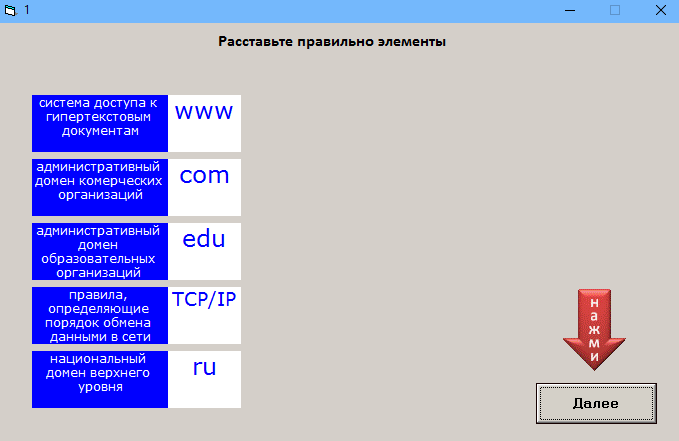 1
Расставьте правильно элементы
система доступа к
гипертекстовым
документам
www
административный
домен комерческих
организаций
com
административный
домен
образовательных
организаций
edu
правила,
определяющие
порядок обмена
данными в сети
TCP/IP
национальный
домен верхнего
уровня
ru
нажми
Далее